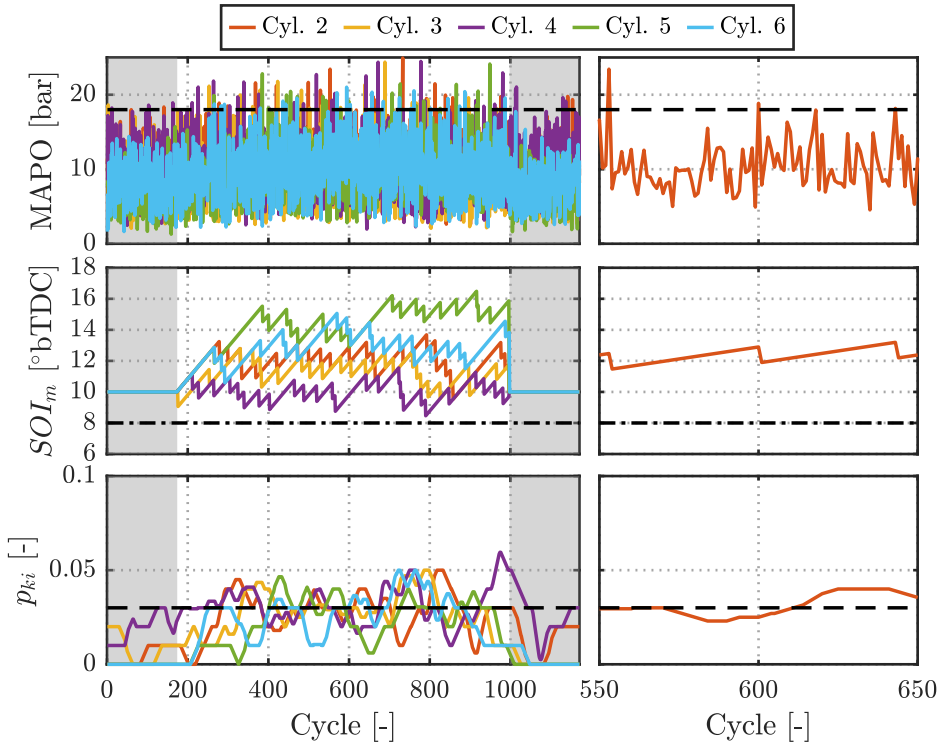 Cyl. 2 Cyl. 3 Cyl. 4 Cyl. 5 Cyl. 6
MAPO [bar]
20
10
0
SOI_m [°bTDC]
18
16
14
12
10
8
6
p_ki [-]
0.1
0.05
0
0 200 400 600 800 1000
550 600 650
Cycle [-] Cycle [-]